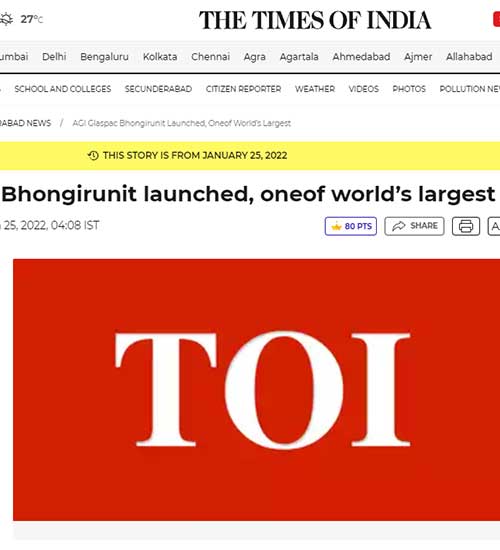 27°C
THE TIMES OF INDIA
umbai Delhi Bengaluru Kolkata Chennai Agra Agartala Ahmedabad Ajmer Allahabad
SCHOOL AND COLLEGES SECUNDERABAD CITIZEN REPORTER WEATHER VIDEOS PHOTOS POLLUTION NEW
RABAD NEWS / AGI Glaspac Bhongirunit Launched, Oneof World's Largest
THIS STORY IS FROM JANUARY 25, 2022
Bhongirunit launched, oneof world's largest
25, 2022, 04:08 IST 80 PTS SHARE A
TOI